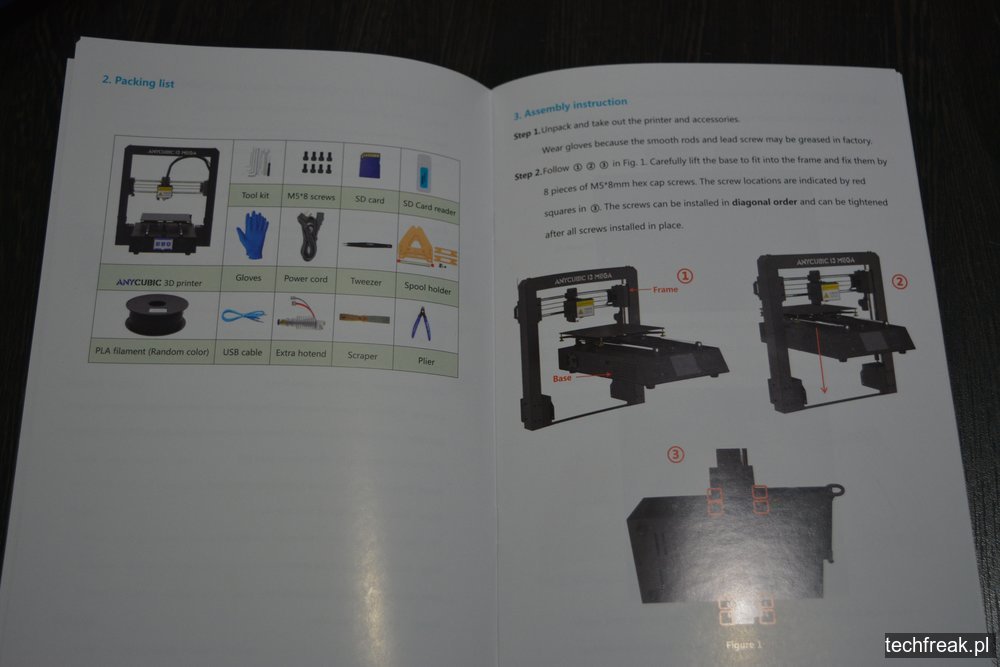 2. Packing list
ANYCUBIC I3 MEGA
Tool kit
M5*8 screws
SD card
SD Card reader
ANYCUBIC 3D printer
Gloves
Power cord
Tweezer
Spool holder
PLA filament (Random color)
USB cable
Extra hotend
Scraper
Plier
3. Assembly instruction
Step 1. Unpack and take out the printer and accessories.
Wear gloves because the smooth rods and lead screw may be greased in factory.
Step 2. Follow ① ② ③ in Fig. 1. Carefully lift the base to fit into the frame and fix them by
8 pieces of M5*8mm hex cap screws. The screw locations are indicated by red
squares in ③. The screws can be installed in diagonal order and can be tightened
after all screws installed in place.
ANYCUBIC I3 MEGA
①
Frame
Base
ANYCUBIC I3 MEGA
②
③
Figure 1
techfreak.pl